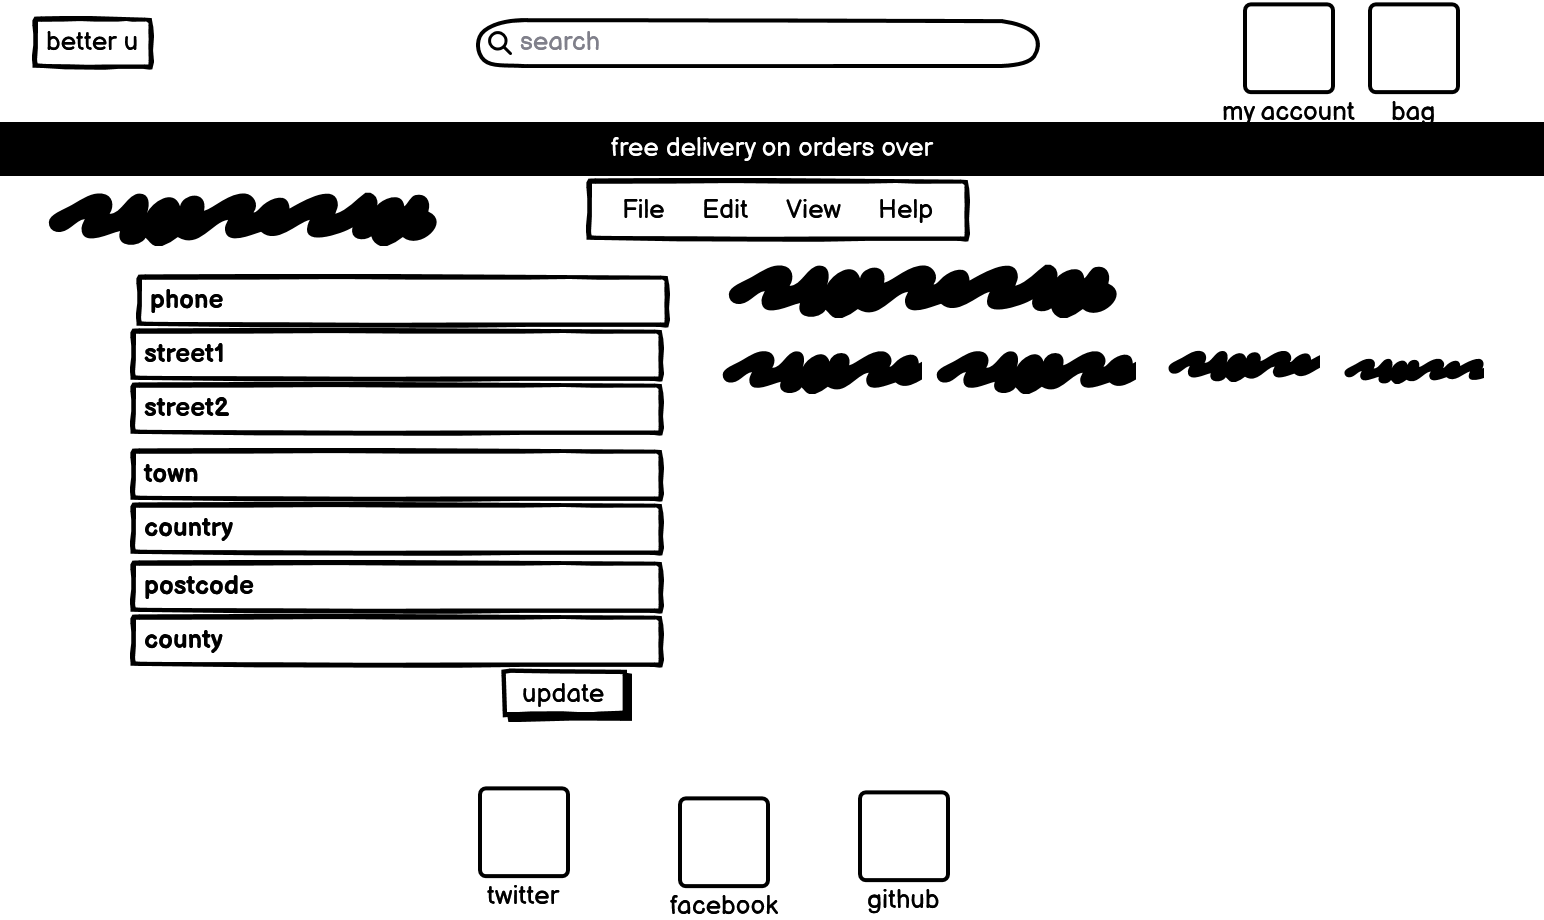 better u
search
my account
bag
free delivery on orders over
File Edit View Help
phone
street1
street2
town
country
postcode
county
update
twitter
facebook
github